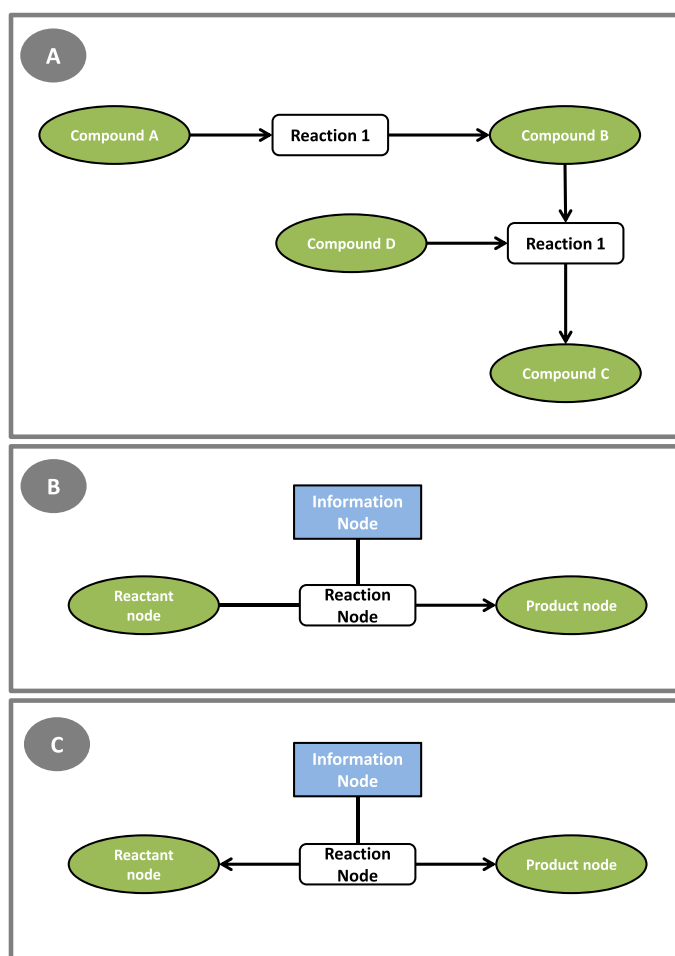 A
Compound A
Reaction 1
Compound B
Compound D
Reaction 1
Compound C
B
Information
Node
Reactant
node
Reaction
Node
Product node
C
Information
Node
Reactant
node
Reaction
Node
Product node